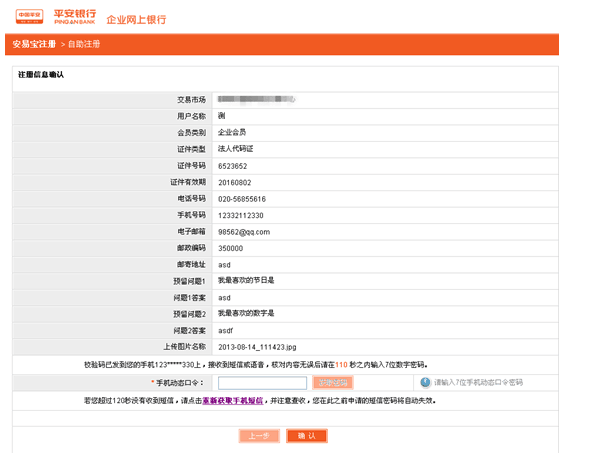 中国平安 平安银行 企业网上银行
PINGAN BANK
安易宝注册 > 自助注册
注册信息确认
交易市场
用户名称 测
会员类别 企业会员
证件类型 法人代码证
证件号码 6523652
证件有效期 20160802
电话号码 020-56855616
手机号码 12332112330
电子邮箱 98562@qq.com
邮政编码 350000
邮寄地址 asd
预留问题1 我最喜欢的节日是
问题1答案 asd
预留问题2 我最喜欢的数字是
问题2答案 asdf
上传图片名称 2013-08-14_111423.jpg
校验码已发到您的手机123*****330上，接收到短信或语音，核对内容无误后请在110 秒之内输入7位数字密码。
* 手机动态口令： 请输入7位手机动态口令密码
若您超过120秒没有收到短信，请点击重新获取手机短信，并注意查收，您在此之前申请的短信密码将自动失效。
上一步 确 认